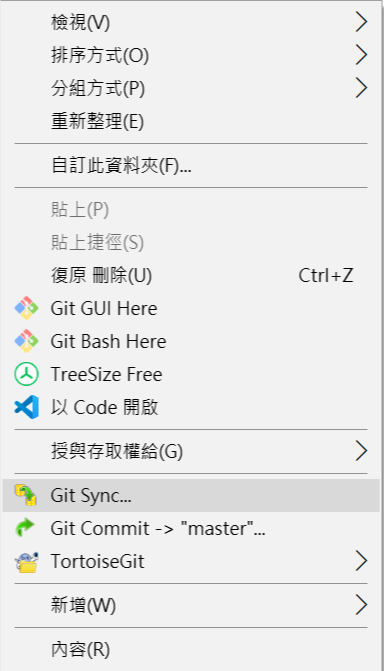 檢視(V)
排序方式(O)
分組方式(P)
重新整理(E)
自訂此資料夾(F)...
貼上(P)
貼上捷徑(S)
復原 刪除(U) Ctrl+Z
Git GUI Here
Git Bash Here
TreeSize Free
以 Code 開啟
授與存取權給(G)
Git Sync...
Git Commit -> "master"...
TortoiseGit
新增(W)
內容(R)